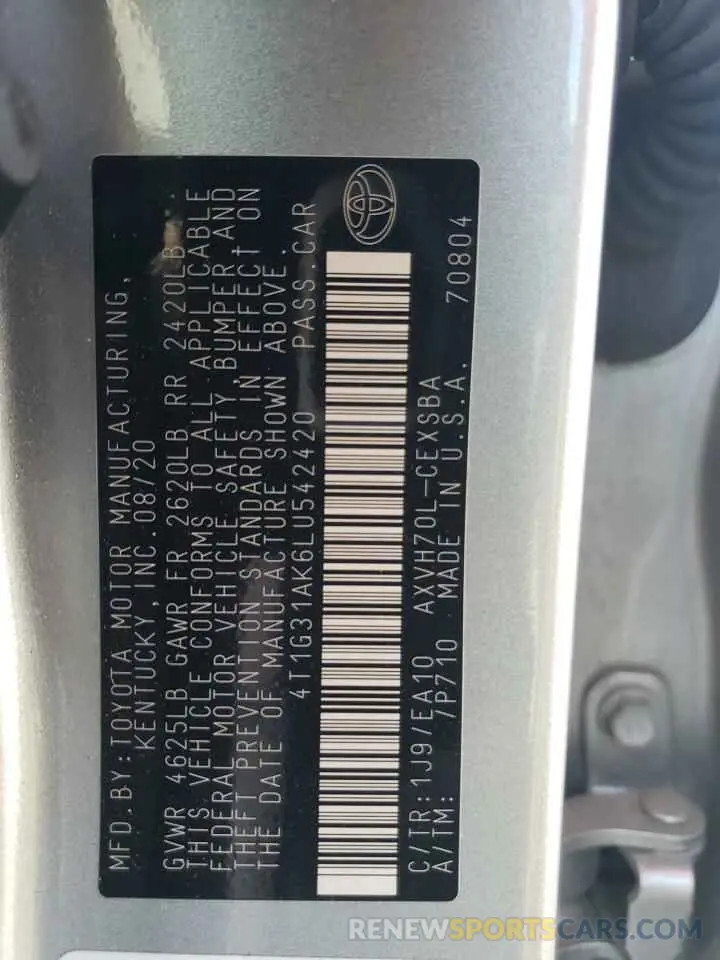 MFD.BY:TOYOTA MOTOR MANUFACTURING,
KENTUCKY, INC. 08/20
GVWR 4625LB GAWR FR 2620LB RR 2420LB
THIS VEHICLE CONFORMS TO ALL APPLICABLE
FEDERAL MOTOR VEHICLE SAFETY, BUMPER AND
THEFT PREVENTION STANDARDS IN EFFECT ON
THE DATE OF MANUFACTURE SHOWN ABOVE.
4T1G31AK6LU542420 PASS.CAR
C/TR:1J9/EA10 AXVH70L-CEXSBA
A/TM: 7P710 MADE IN U.S.A. 70804
RENEWSPORTSCARS.COM